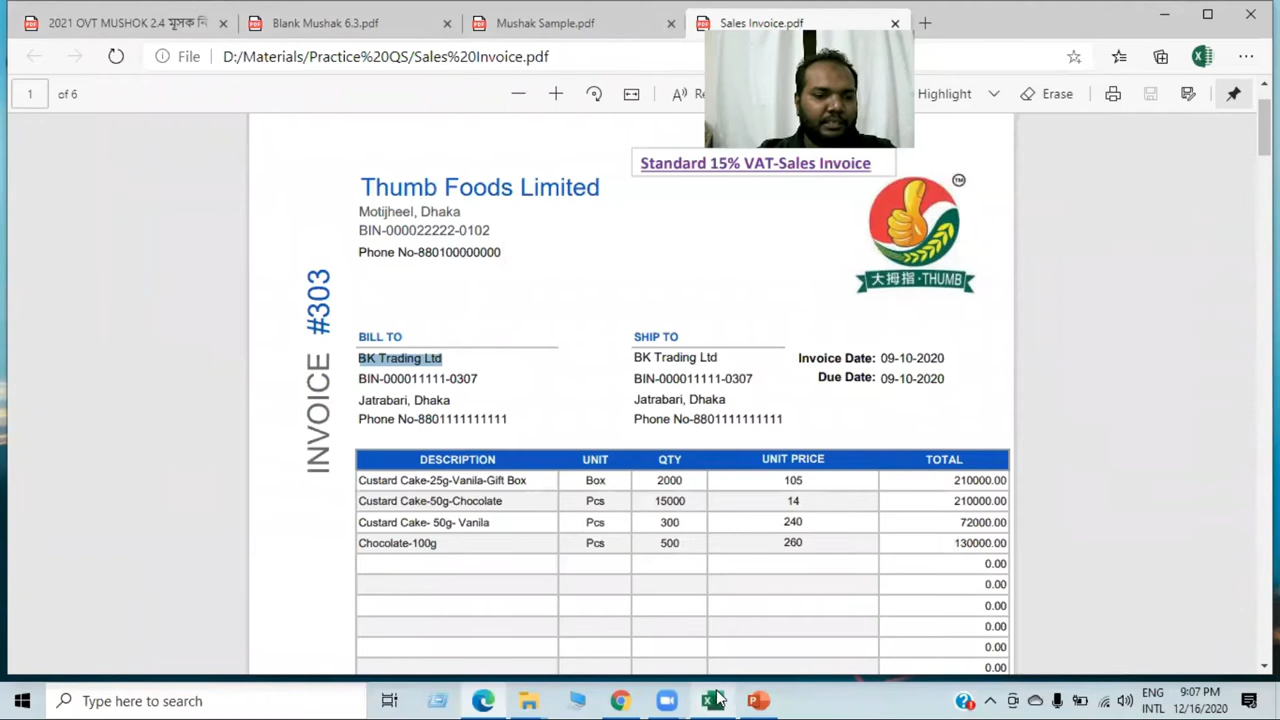 2021 OVT MUSHOK 2.4 মূসক নি
Blank Mushak 6.3.pdf
Mushak Sample.pdf
Sales Invoice.pdf
File
D:/Materials/Practice%20QS/Sales%20Invoice.pdf
1 of 6
Highlight
Erase
Standard 15% VAT-Sales Invoice
Thumb Foods Limited
Motijheel, Dhaka
BIN-000022222-0102
Phone No-880100000000
TM
大拇指·THUMB
INVOICE #303
BILL TO
SHIP TO
BK Trading Ltd
BK Trading Ltd
Invoice Date: 09-10-2020
BIN-000011111-0307
BIN-000011111-0307
Due Date: 09-10-2020
Jatrabari, Dhaka
Jatrabari, Dhaka
Phone No-8801111111111
Phone No-8801111111111
DESCRIPTION UNIT QTY UNIT PRICE TOTAL
Custard Cake-25g-Vanila-Gift Box Box 2000 105 210000.00
Custard Cake-50g-Chocolate Pcs 15000 14 210000.00
Custard Cake- 50g- Vanila Pcs 300 240 72000.00
Chocolate-100g Pcs 500 260 130000.00
0.00
0.00
0.00
0.00
0.00
0.00
Type here to search
ENG
INTL
9:07 PM
12/16/2020